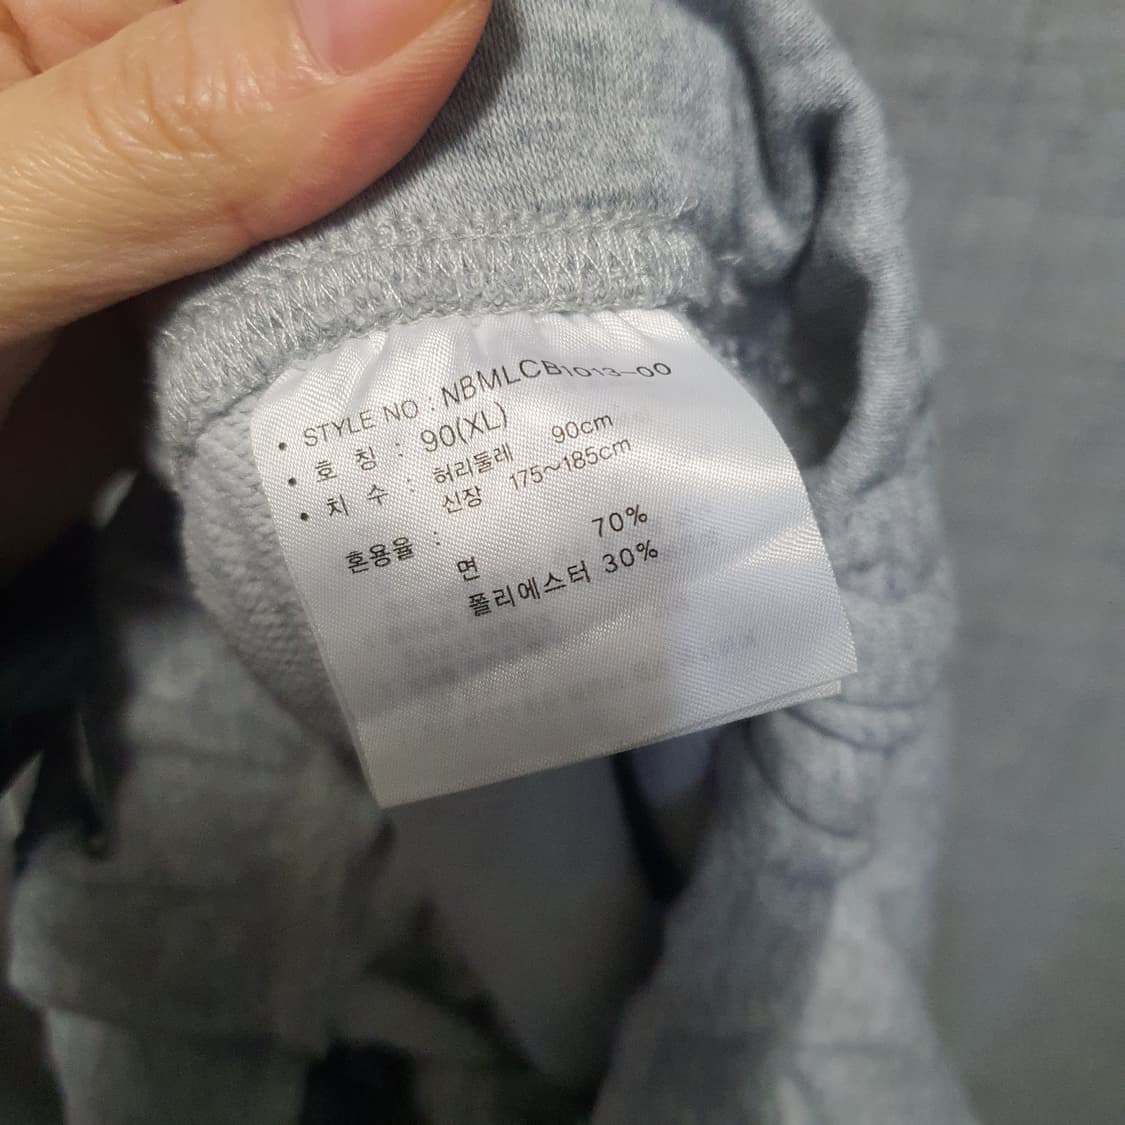 • STYLE NO : NBMLCB1013-00
• 호 칭 : 90(XL)
• 치 수 : 허리둘레 90cm
신장 175~185cm
혼용율 :
면 70%
폴리에스터 30%